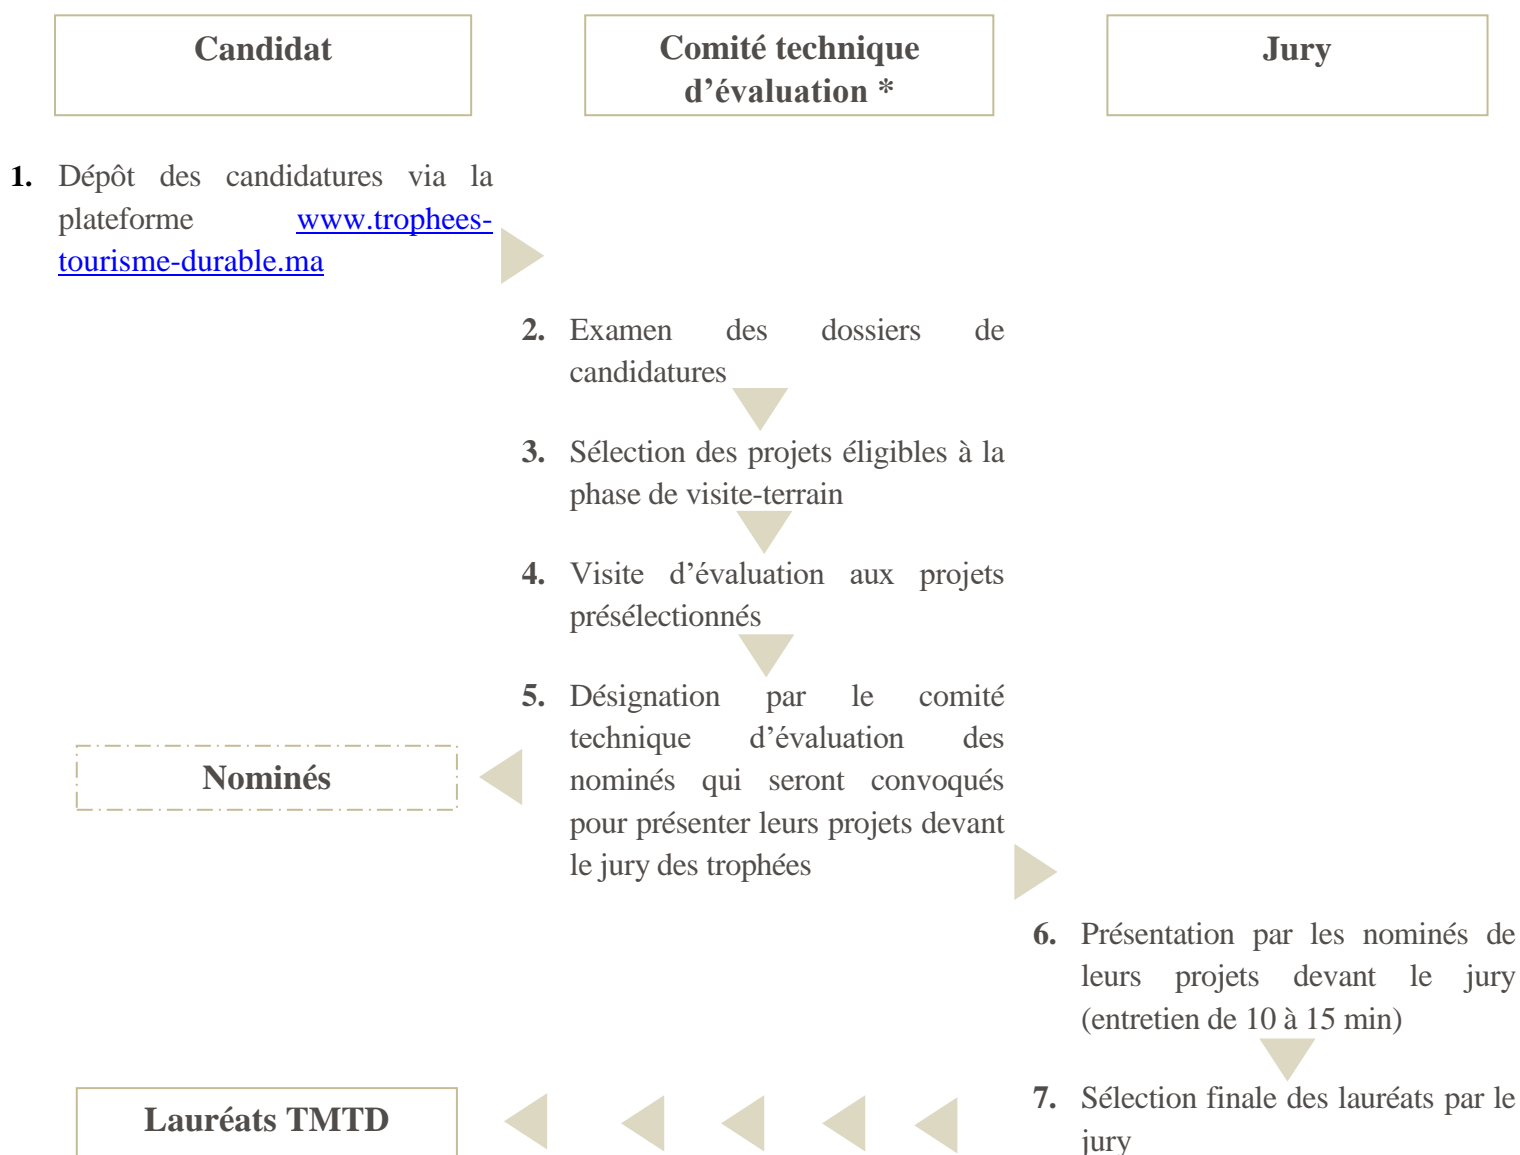 Candidat
Comité technique
d’évaluation *
Jury
1. Dépôt des candidatures via la
plateforme www.trophees-
tourisme-durable.ma
2. Examen des dossiers de
candidatures
3. Sélection des projets éligibles à la
phase de visite-terrain
4. Visite d’évaluation aux projets
présélectionnés
5. Désignation par le comité
technique d’évaluation des
nominés qui seront convoqués
pour présenter leurs projets devant
le jury des trophées
Nominés
6. Présentation par les nominés de
leurs projets devant le jury
(entretien de 10 à 15 min)
7. Sélection finale des lauréats par le
jury
Lauréats TMTD